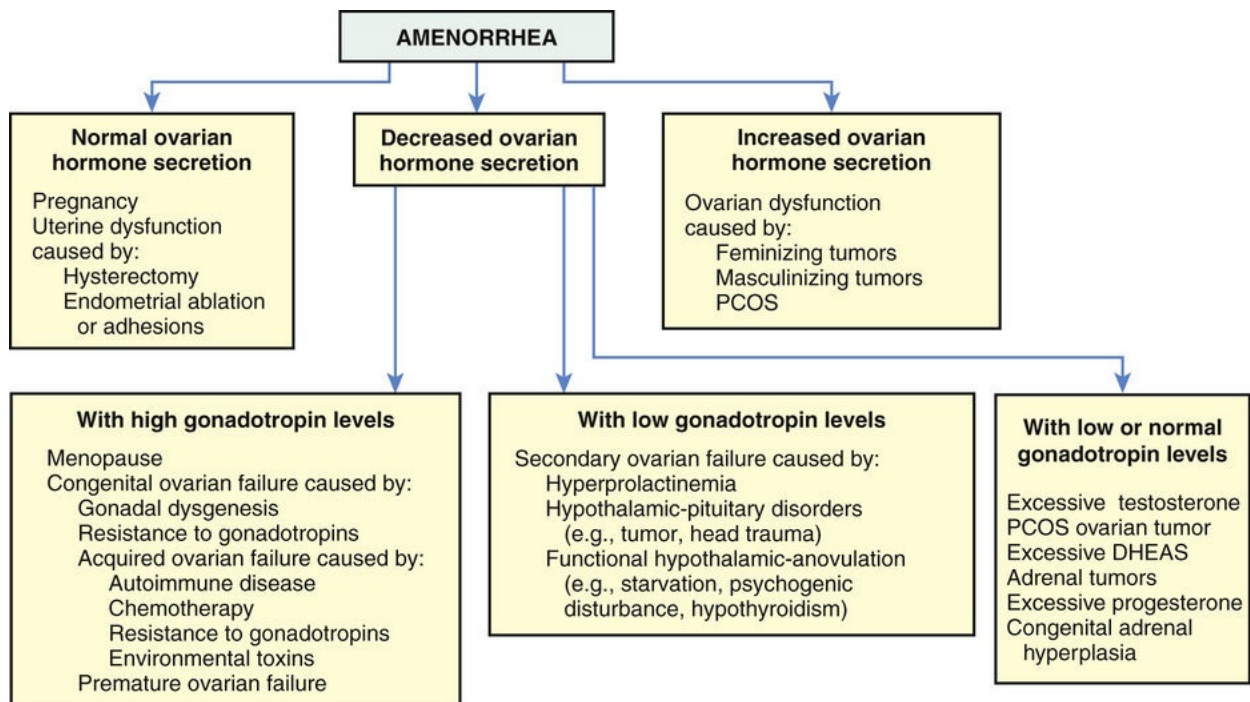 AMENORRHEA
Normal ovarian
hormone secretion
Pregnancy
Uterine dysfunction
caused by:
Hysterectomy
Endometrial ablation
or adhesions
Decreased ovarian
hormone secretion
Increased ovarian
hormone secretion
Ovarian dysfunction
caused by:
Feminizing tumors
Masculinizing tumors
PCOS
With high gonadotropin levels
Menopause
Congenital ovarian failure caused by:
Gonadal dysgenesis
Resistance to gonadotropins
Acquired ovarian failure caused by:
Autoimmune disease
Chemotherapy
Resistance to gonadotropins
Environmental toxins
Premature ovarian failure
With low gonadotropin levels
Secondary ovarian failure caused by:
Hyperprolactinemia
Hypothalamic-pituitary disorders
(e.g., tumor, head trauma)
Functional hypothalamic-anovulation
(e.g., starvation, psychogenic
disturbance, hypothyroidism)
With low or normal
gonadotropin levels
Excessive testosterone
PCOS ovarian tumor
Excessive DHEAS
Adrenal tumors
Excessive progesterone
Congenital adrenal
hyperplasia